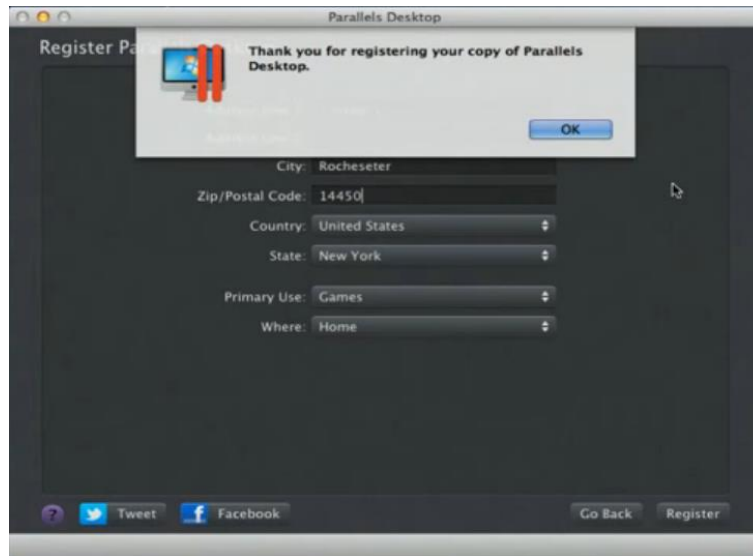 Parallels Desktop
Register Pa
Thank you for registering your copy of Parallels
Desktop.
OK
City: Rocheseter
Zip/Postal Code: 14450
Country: United States
State: New York
Primary Use: Games
Where: Home
?
Tweet
f
Facebook
Go Back
Register